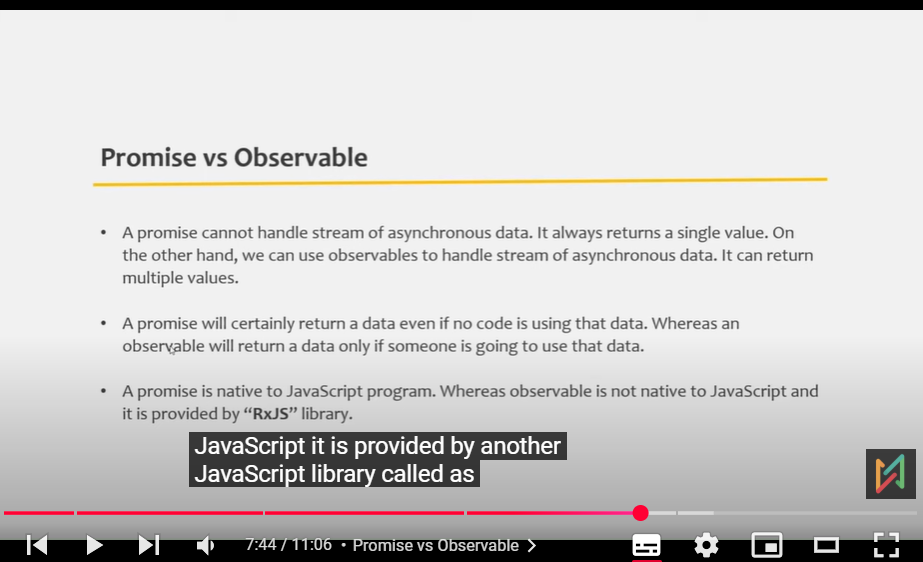 Promise vs Observable
• A promise cannot handle stream of asynchronous data. It always returns a single value. On
the other hand, we can use observables to handle stream of asynchronous data. It can return
multiple values.
• A promise will certainly return a data even if no code is using that data. Whereas an
observable will return a data only if someone is going to use that data.
• A promise is native to JavaScript program. Whereas observable is not native to JavaScript and
it is provided by “RxJS” library.
JavaScript it is provided by another
JavaScript library called as
7:44 / 11:06 • Promise vs Observable